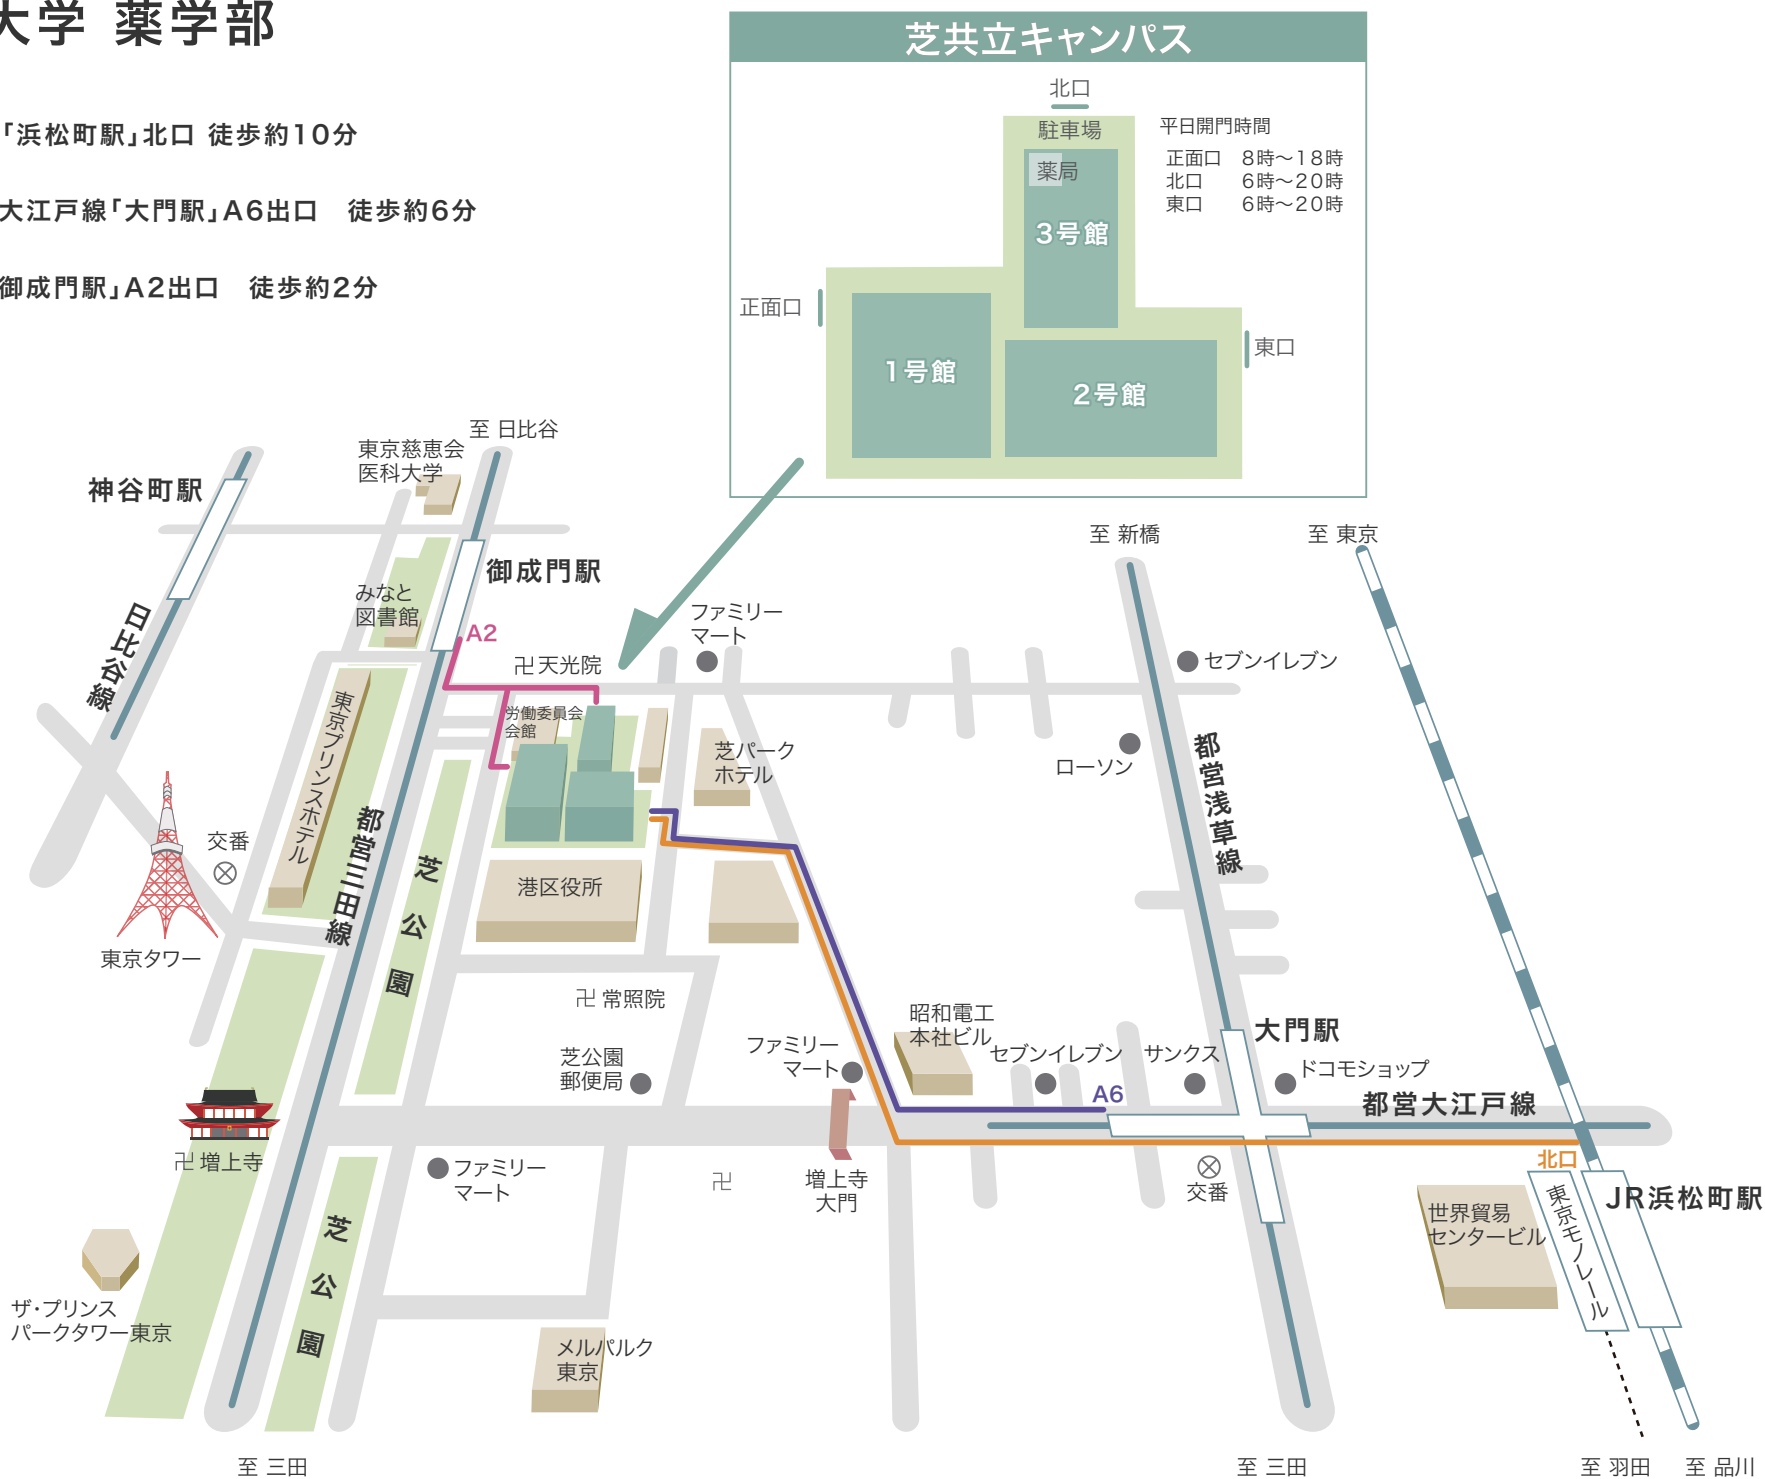 大学 薬学部
「浜松町駅」北口 徒歩約10分
大江戸線「大門駅」A6出口　徒歩約6分
御成門駅」A2出口　徒歩約2分
芝共立キャンパス
北口
駐車場
薬局
3号館
平日開門時間
正面口　8時〜18時
北口　　6時〜20時
東口　　6時〜20時
正面口
1号館
2号館
東口
至 日比谷
東京慈恵会
医科大学
神谷町駅
日比谷線
御成門駅
みなと
図書館
A2
卍天光院
ファミリー
マート
至 新橋
至 東京
セブンイレブン
東京プリンスホテル
労働委員会
会館
芝パーク
ホテル
ローソン
都営浅草線
都営三田線
交番
東京タワー
芝公園
港区役所
卍 常照院
昭和電工
本社ビル
大門駅
芝公園
郵便局
ファミリー
マート
セブンイレブン
サンクス
ドコモショップ
A6
都営大江戸線
卍 増上寺
ファミリー
マート
卍
増上寺
大門
交番
北口
JR浜松町駅
世界貿易
センタービル
東京モノレール
芝公園
ザ・プリンス
パークタワー東京
メルパルク
東京
至 三田
至 三田
至 羽田
至 品川